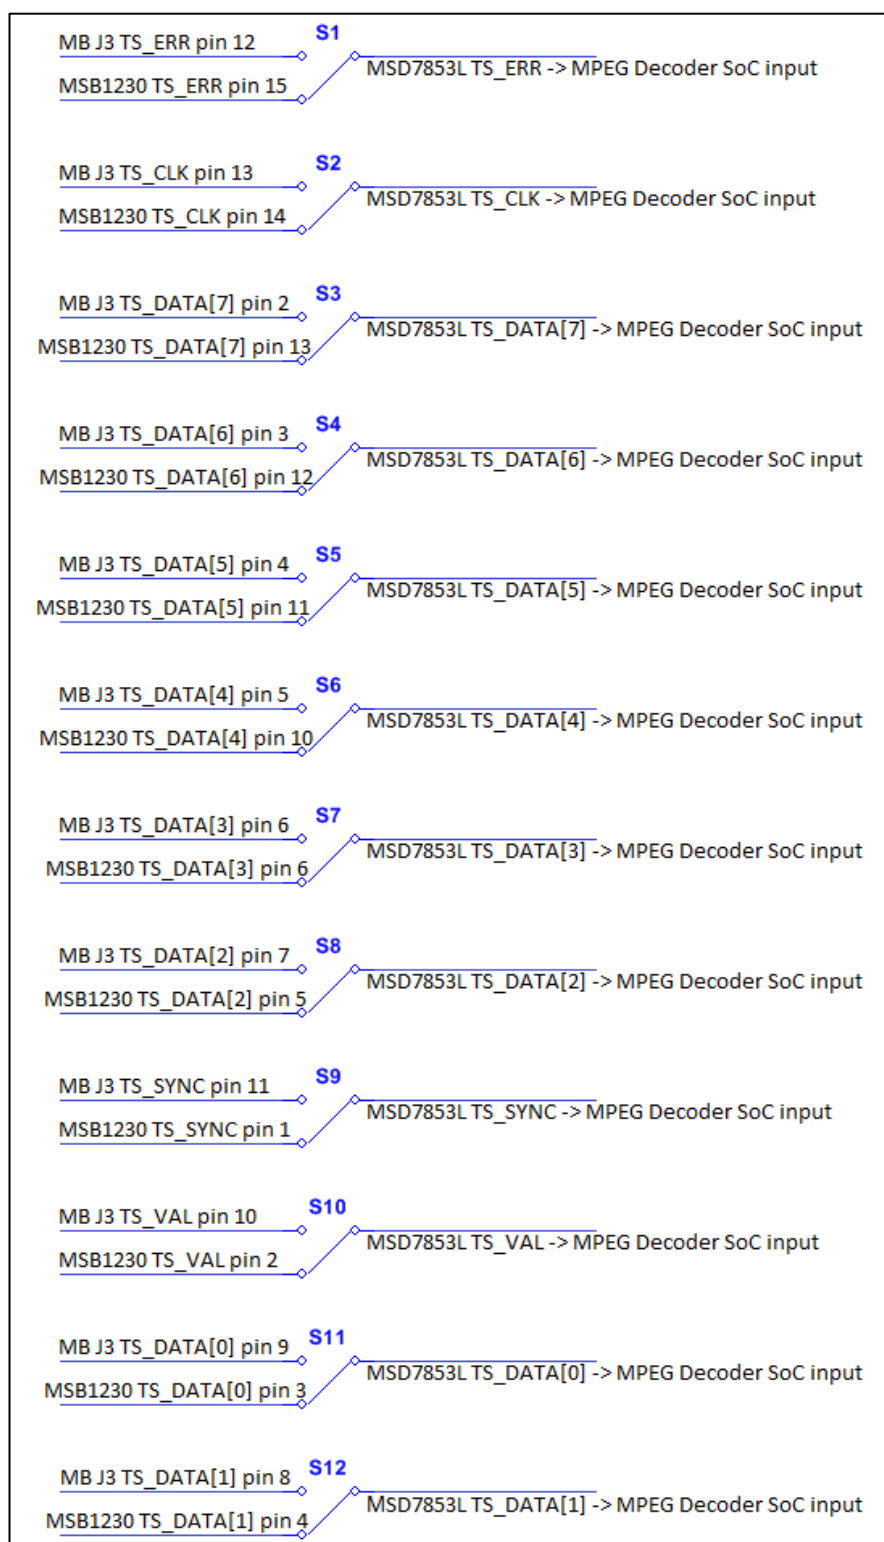 S1
MB J3 TS_ERR pin 12
MSD7853L TS_ERR -> MPEG Decoder SoC input
MSB1230 TS_ERR pin 15
S2
MB J3 TS_CLK pin 13
MSD7853L TS_CLK -> MPEG Decoder SoC input
MSB1230 TS_CLK pin 14
S3
MB J3 TS_DATA[7] pin 2
MSD7853L TS_DATA[7] -> MPEG Decoder SoC input
MSB1230 TS_DATA[7] pin 13
S4
MB J3 TS_DATA[6] pin 3
MSD7853L TS_DATA[6] -> MPEG Decoder SoC input
MSB1230 TS_DATA[6] pin 12
S5
MB J3 TS_DATA[5] pin 4
MSD7853L TS_DATA[5] -> MPEG Decoder SoC input
MSB1230 TS_DATA[5] pin 11
S6
MB J3 TS_DATA[4] pin 5
MSD7853L TS_DATA[4] -> MPEG Decoder SoC input
MSB1230 TS_DATA[4] pin 10
S7
MB J3 TS_DATA[3] pin 6
MSD7853L TS_DATA[3] -> MPEG Decoder SoC input
MSB1230 TS_DATA[3] pin 6
S8
MB J3 TS_DATA[2] pin 7
MSD7853L TS_DATA[2] -> MPEG Decoder SoC input
MSB1230 TS_DATA[2] pin 5
S9
MB J3 TS_SYNC pin 11
MSD7853L TS_SYNC -> MPEG Decoder SoC input
MSB1230 TS_SYNC pin 1
S10
MB J3 TS_VAL pin 10
MSD7853L TS_VAL -> MPEG Decoder SoC input
MSB1230 TS_VAL pin 2
S11
MB J3 TS_DATA[0] pin 9
MSD7853L TS_DATA[0] -> MPEG Decoder SoC input
MSB1230 TS_DATA[0] pin 3
S12
MB J3 TS_DATA[1] pin 8
MSD7853L TS_DATA[1] -> MPEG Decoder SoC input
MSB1230 TS_DATA[1] pin 4